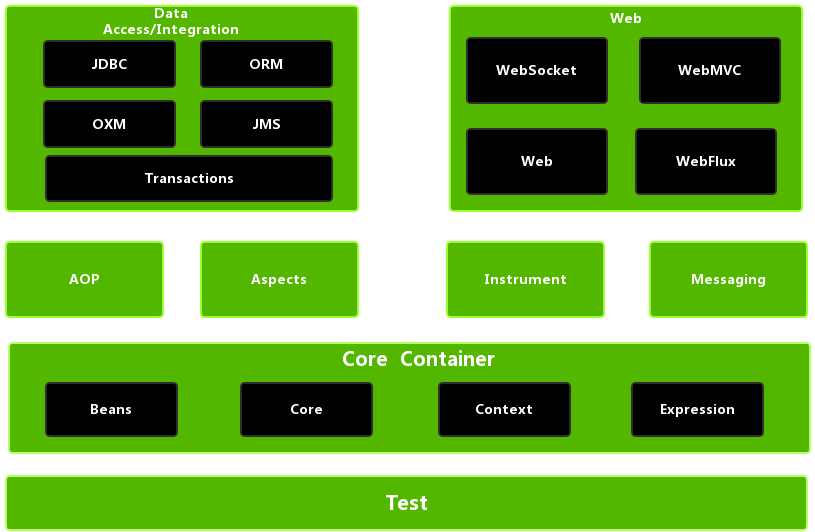 Data
Access/Integration
JDBC
ORM
OXM
JMS
Transactions
Web
WebSocket
WebMVC
Web
WebFlux
AOP
Aspects
Instrument
Messaging
Core Container
Beans
Core
Context
Expression
Test